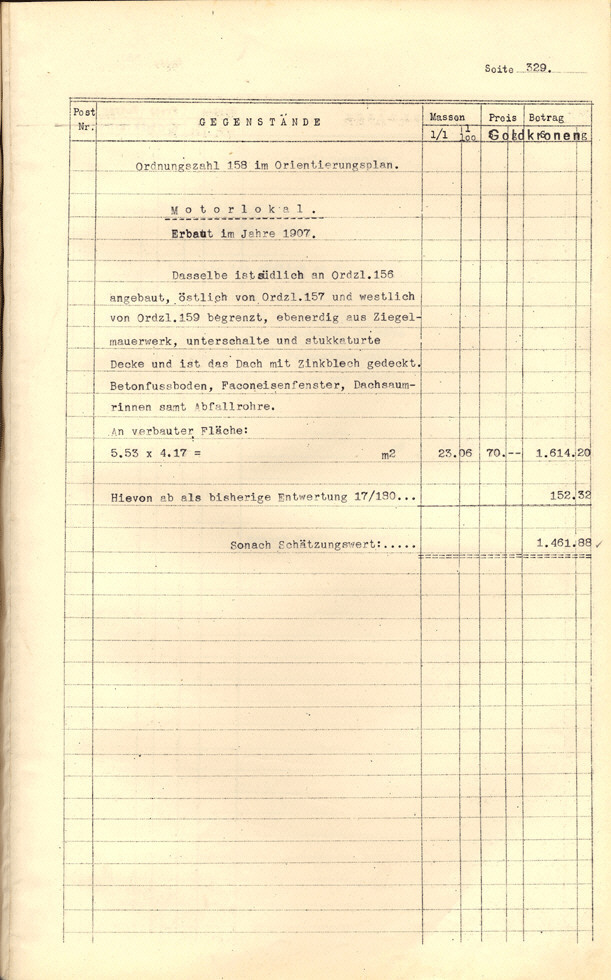 Seite 329.
Post Nr. GEGENSTÄNDE Massen Preis Betrag
1/1 1/100 Goldkronen
Ordnungszahl 158 im Orientierungsplan.
Motorlokal.
Erbaut im Jahre 1907.
Dasselbe ist südlich an Ordzl.156
angebaut, östlich von Ordzl.157 und westlich
von Ordzl.159 begrenzt, ebenerdig aus Ziegel-
mauerwerk, unterschalte und stukkaturte
Decke und ist das Dach mit Zinkblech gedeckt.
Betonfussboden, Faconeisenfenster, Dachsaum-
rinnen samt Abfallrohre.
An verbauter Fläche:
5.53 x 4.17 = m2 23.06 70.-- 1.614.20
Hievon ab als bisherige Entwertung 17/180... 152.32
Sonach Schätzungswert:..... 1.461.88 ✓